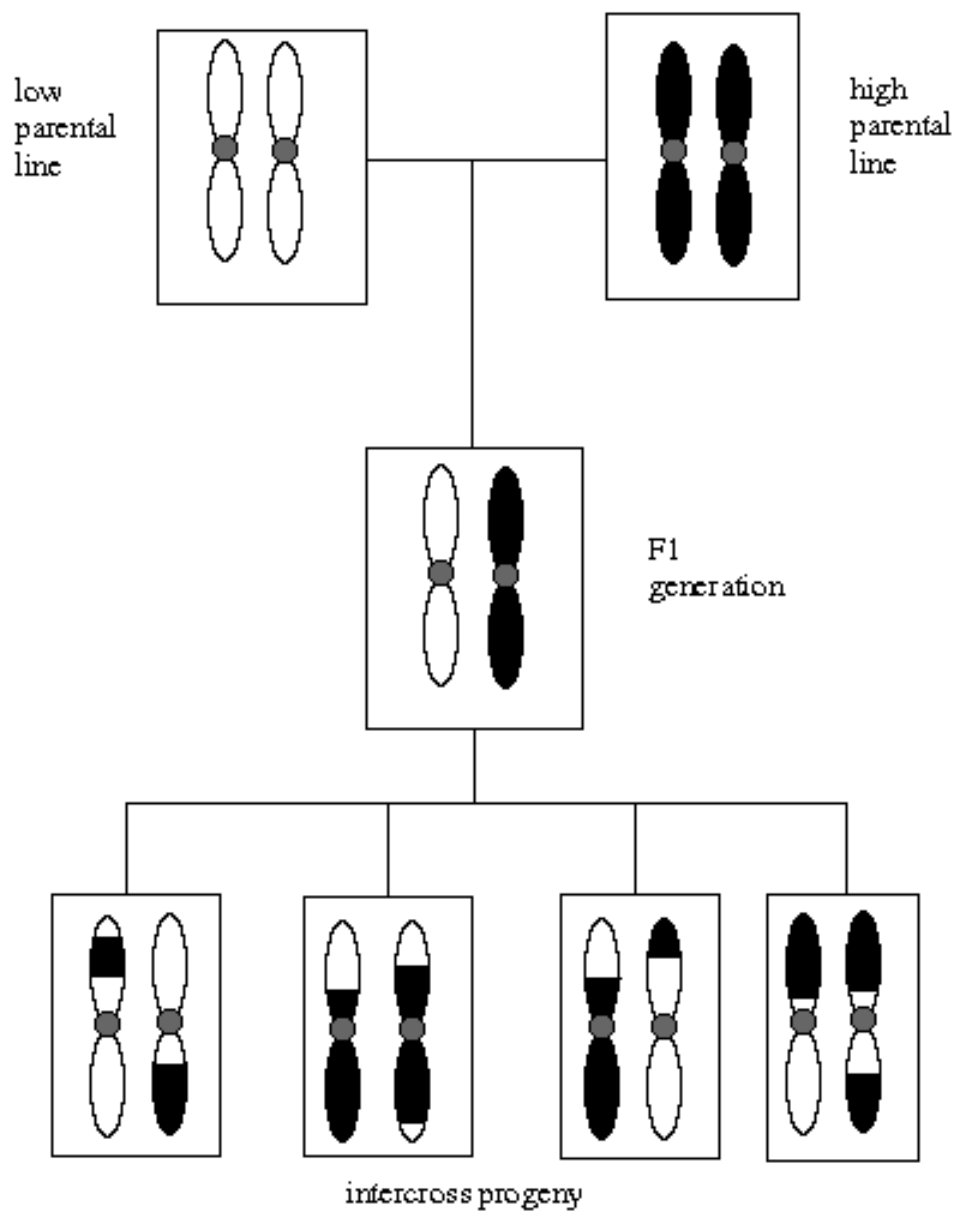 low
parental
line
high
parental
line
F1
generation
intercross progeny